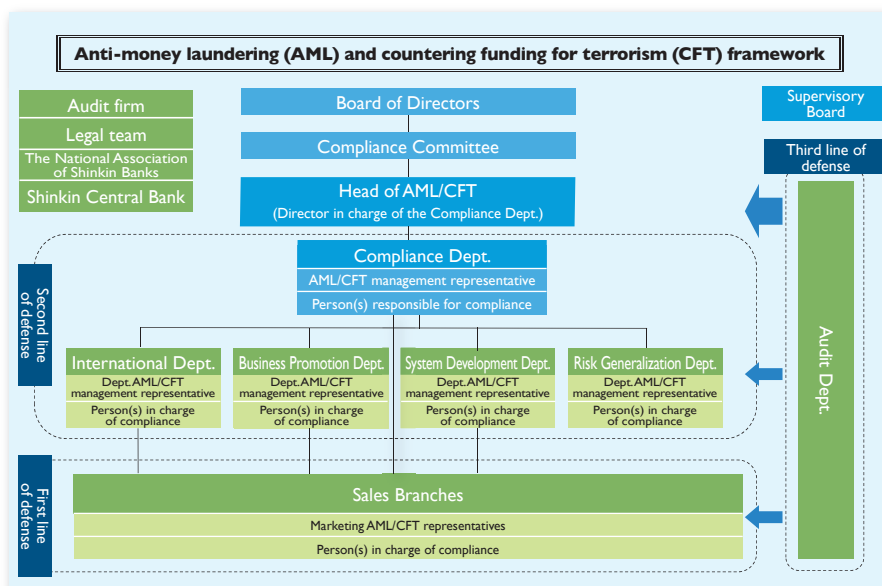 Anti-money laundering (AML) and countering funding for terrorism (CFT) framework
Audit firm
Legal team
The National Association
of Shinkin Banks
Shinkin Central Bank
Board of Directors
Compliance Committee
Head of AML/CFT
(Director in charge of the Compliance Dept.)
Supervisory
Board
Third line of
defense
Second line
of defense
Compliance Dept.
AML/CFT management representative
Person(s) responsible for compliance
International Dept.
Dept. AML/CFT
management representative
Person(s) in charge
of compliance
Business Promotion Dept.
Dept. AML/CFT
management representative
Person(s) in charge
of compliance
System Development Dept.
Dept. AML/CFT
management representative
Person(s) in charge
of compliance
Risk Generalization Dept.
Dept. AML/CFT
management representative
Person(s) in charge
of compliance
Audit Dept.
First line
of defense
Sales Branches
Marketing AML/CFT representatives
Person(s) in charge of compliance